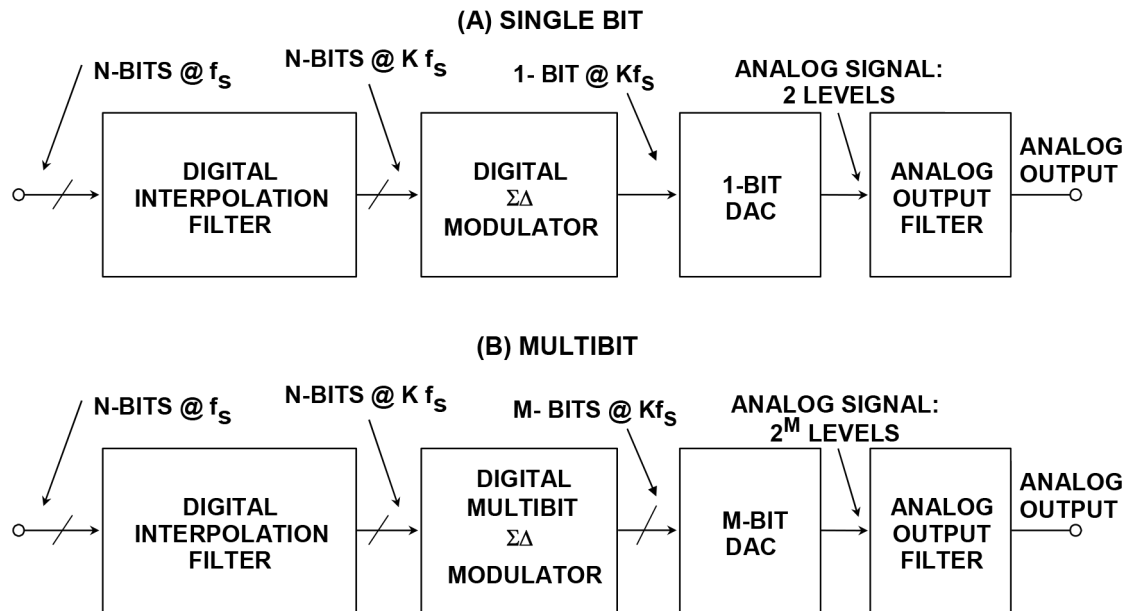 (A) SINGLE BIT
N-BITS @ fS
N-BITS @ K fS
1- BIT @ KfS
ANALOG SIGNAL:
2 LEVELS
DIGITAL
INTERPOLATION
FILTER
DIGITAL
ΣΔ
MODULATOR
1-BIT
DAC
ANALOG
OUTPUT
FILTER
ANALOG
OUTPUT
(B) MULTIBIT
N-BITS @ fS
N-BITS @ K fS
M- BITS @ KfS
ANALOG SIGNAL:
2M LEVELS
DIGITAL
INTERPOLATION
FILTER
DIGITAL
MULTIBIT
ΣΔ
MODULATOR
M-BIT
DAC
ANALOG
OUTPUT
FILTER
ANALOG
OUTPUT